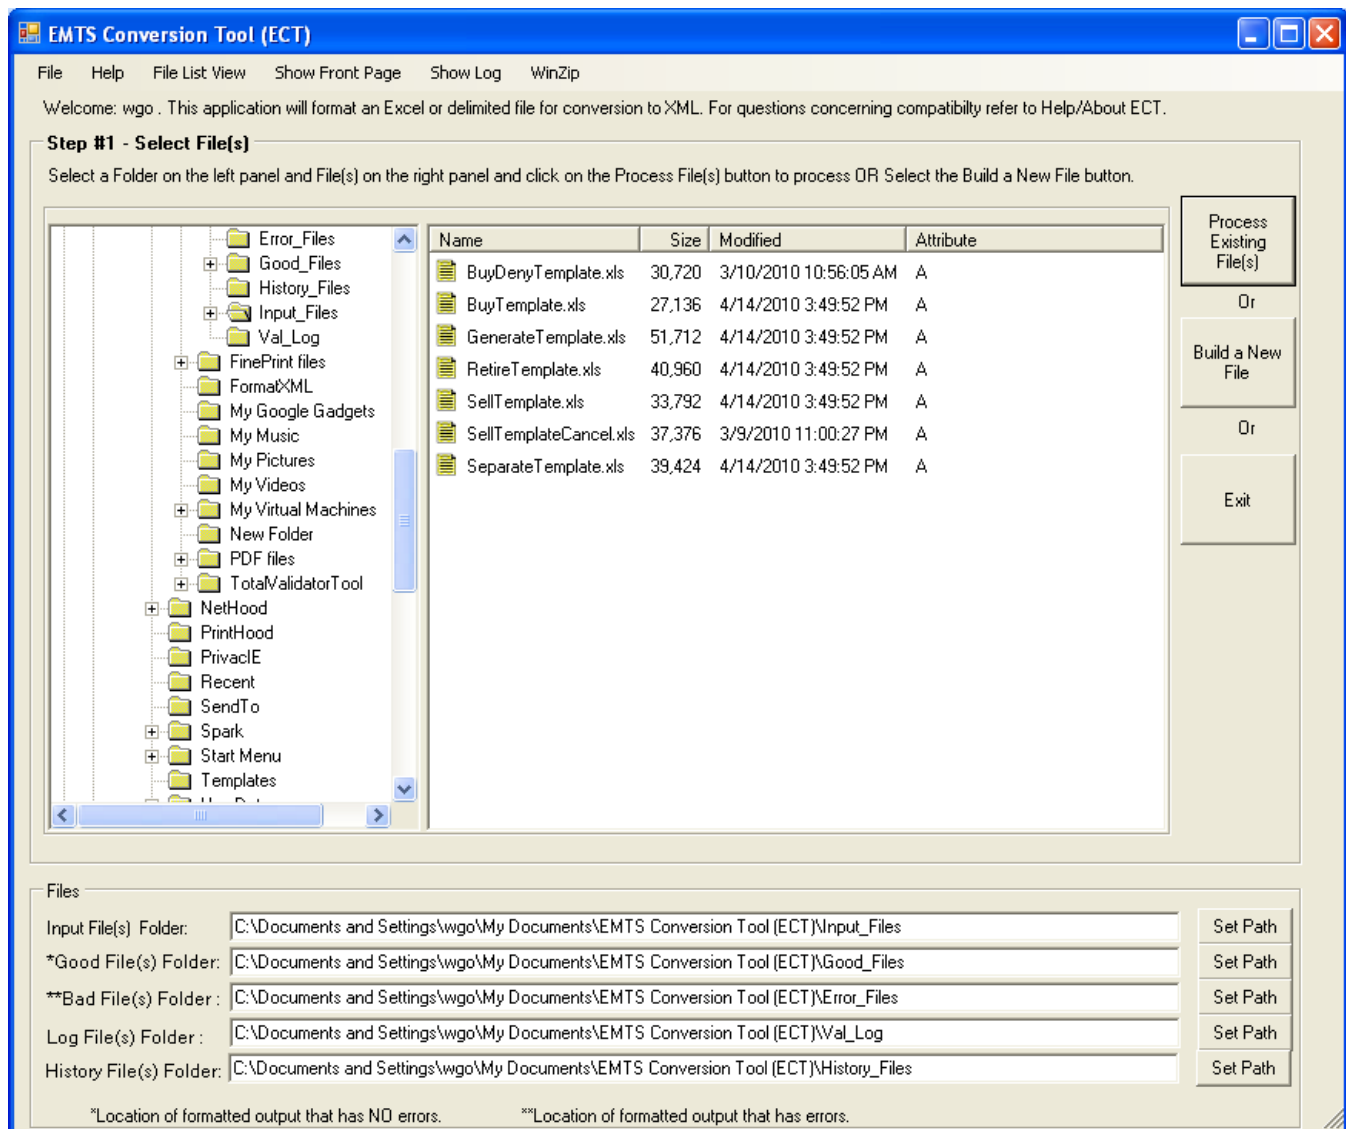 EMTS Conversion Tool (ECT)
File Help File List View Show Front Page Show Log WinZip
Welcome: wgo . This application will format an Excel or delimited file for conversion to XML. For questions concerning compatibilty refer to Help/About ECT.
Step #1 - Select File(s)
Select a Folder on the left panel and File(s) on the right panel and click on the Process File(s) button to process OR Select the Build a New File button.
Error_Files
Good_Files
History_Files
Input_Files
Val_Log
FinePrint files
FormatXML
My Google Gadgets
My Music
My Pictures
My Videos
My Virtual Machines
New Folder
PDF files
TotalValidatorTool
NetHood
PrintHood
PrivacIE
Recent
SendTo
Spark
Start Menu
Templates
Name Size Modified Attribute
BuyDenyTemplate.xls 30,720 3/10/2010 10:56:05 AM A
BuyTemplate.xls 27,136 4/14/2010 3:49:52 PM A
GenerateTemplate.xls 51,712 4/14/2010 3:49:52 PM A
RetireTemplate.xls 40,960 4/14/2010 3:49:52 PM A
SellTemplate.xls 33,792 4/14/2010 3:49:52 PM A
SellTemplateCancel.xls 37,376 3/9/2010 11:00:27 PM A
SeparateTemplate.xls 39,424 4/14/2010 3:49:52 PM A
Process
Existing
File(s)
Or
Build a New
File
Or
Exit
Files
Input File(s) Folder: C:\Documents and Settings\wgo\My Documents\EMTS Conversion Tool (ECT)\Input_Files Set Path
*Good File(s) Folder: C:\Documents and Settings\wgo\My Documents\EMTS Conversion Tool (ECT)\Good_Files Set Path
**Bad File(s) Folder : C:\Documents and Settings\wgo\My Documents\EMTS Conversion Tool (ECT)\Error_Files Set Path
Log File(s) Folder : C:\Documents and Settings\wgo\My Documents\EMTS Conversion Tool (ECT)\Val_Log Set Path
History File(s) Folder: C:\Documents and Settings\wgo\My Documents\EMTS Conversion Tool (ECT)\History_Files Set Path
*Location of formatted output that has NO errors. **Location of formatted output that has errors.